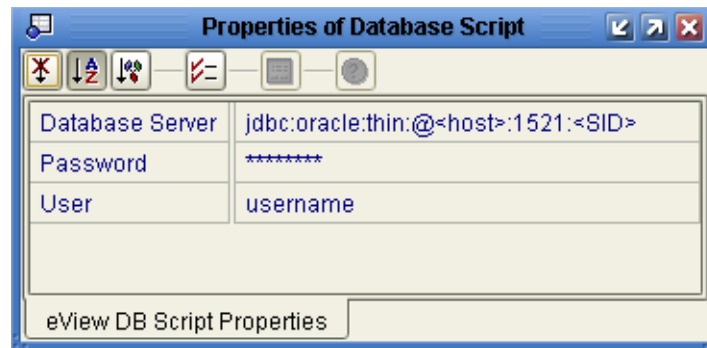 Properties of Database Script
Database Server jdbc:oracle:thin:@<host>:1521:<SID>
Password ********
User username
eView DB Script Properties